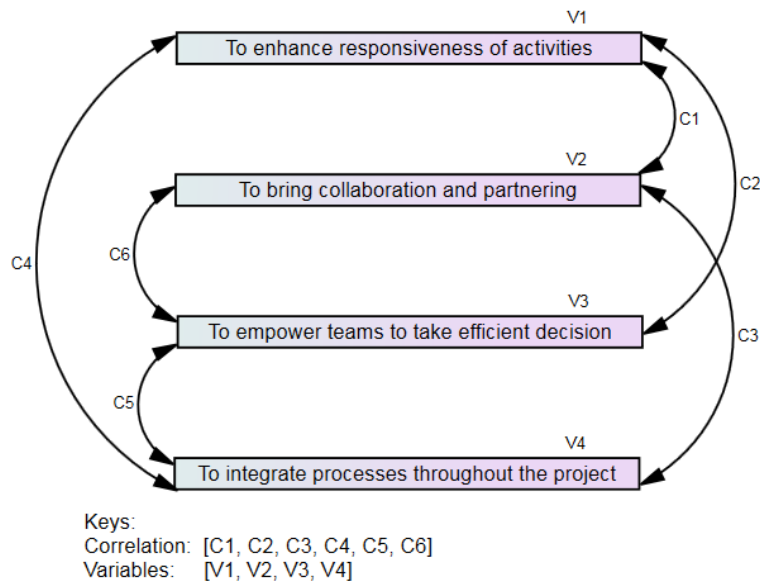 V1
To enhance responsiveness of activities
C1
V2
To bring collaboration and partnering
C2
C6
C4
V3
To empower teams to take efficient decision
C3
C5
V4
To integrate processes throughout the project
Keys:
Correlation: [C1, C2, C3, C4, C5, C6]
Variables: [V1, V2, V3, V4]